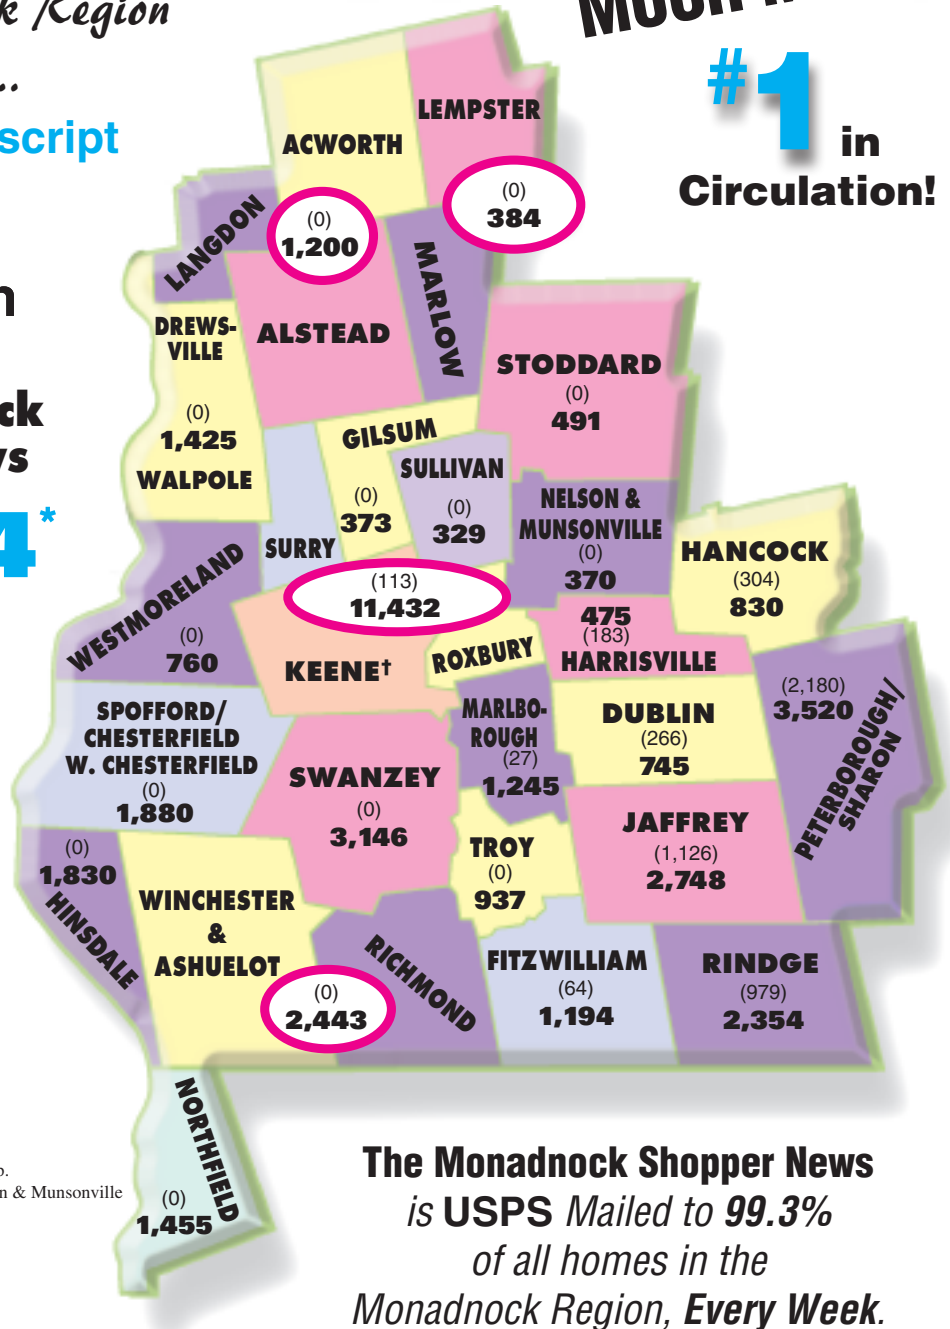 Region
...
script
#1 in
Circulation!
LEMPSTER
(0)
384
ACWORTH
(0)
1,200
LANGDON
MARLOW
ALSTEAD
DREWS-
VILLE
(0)
1,425
WALPOLE
STODDARD
(0)
491
GILSUM
(0)
373
SULLIVAN
(0)
329
SURRY
NELSON &
MUNSONVILLE
(0)
370
HANCOCK
(304)
830
4*
WESTMORELAND
(0)
760
(113)
11,432
KEENE†
ROXBURY
475
(183)
HARRISVILLE
(2,180)
3,520
PETERBOROUGH/
SHARON
SPOFFORD/
CHESTERFIELD
W. CHESTERFIELD
(0)
1,880
SWANZEY
(0)
3,146
MARLBO-
ROUGH
(27)
1,245
DUBLIN
(266)
745
JAFFREY
(1,126)
2,748
TROY
(0)
937
(0)
1,830
HINSDALE
WINCHESTER
&
ASHUELOT
(0)
2,443
RICHMOND
FITZWILLIAM
(64)
1,194
RINDGE
(979)
2,354
NORTHFIELD
(0)
1,455
n & Munsonville
The Monadnock Shopper News
is USPS Mailed to 99.3%
of all homes in the
Monadnock Region, Every Week.